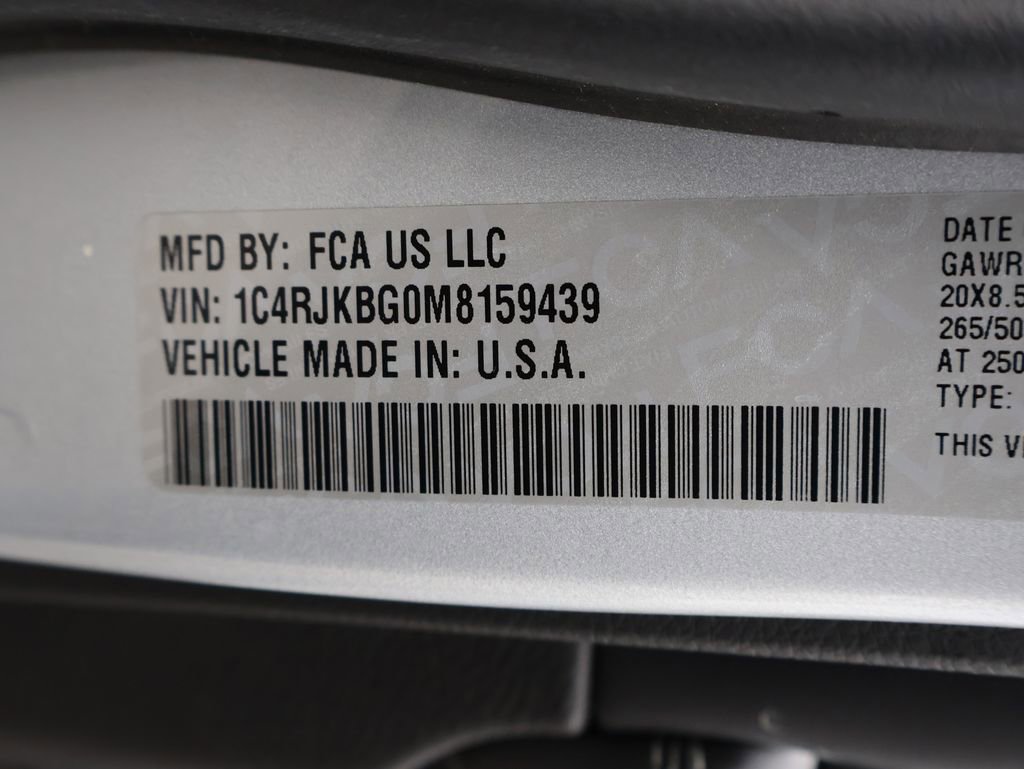 MFD BY: FCA US LLC
VIN: 1C4RJKBG0M8159439
VEHICLE MADE IN: U.S.A.
DATE
GAWR
20X8.5
265/50
AT 250
TYPE:
THIS